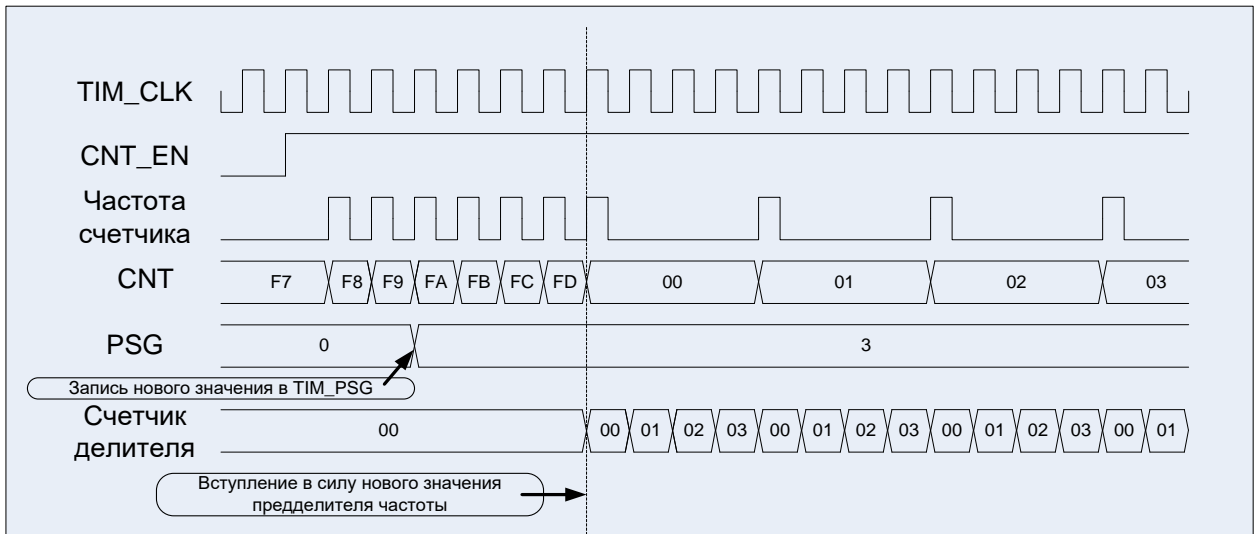 TIM_CLK
CNT_EN
Частота
счетчика
CNT
F7 F8 F9 FA FB FC FD 00 01 02 03
PSG
0 3
Запись нового значения в TIM_PSG
Счетчик
делителя
00 00 01 02 03 00 01 02 03 00 01 02 03 00 01
Вступление в силу нового значения
предделителя частоты